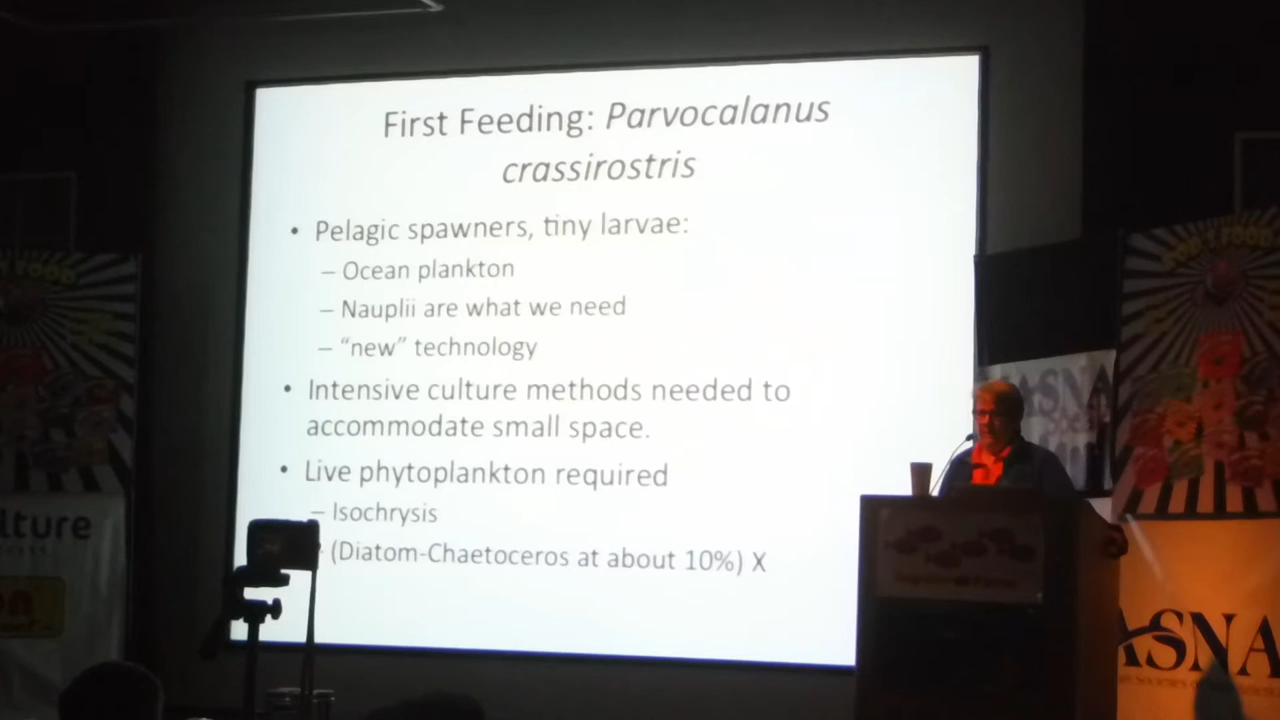 First Feeding: Parvocalanus
crassirostris
• Pelagic spawners, tiny larvae:
– Ocean plankton
– Nauplii are what we need
– “new” technology
• Intensive culture methods needed to
accommodate small space.
• Live phytoplankton required
– Isochrysis
(Diatom-Chaetoceros at about 10%) X
ASNA
lture
ASNA